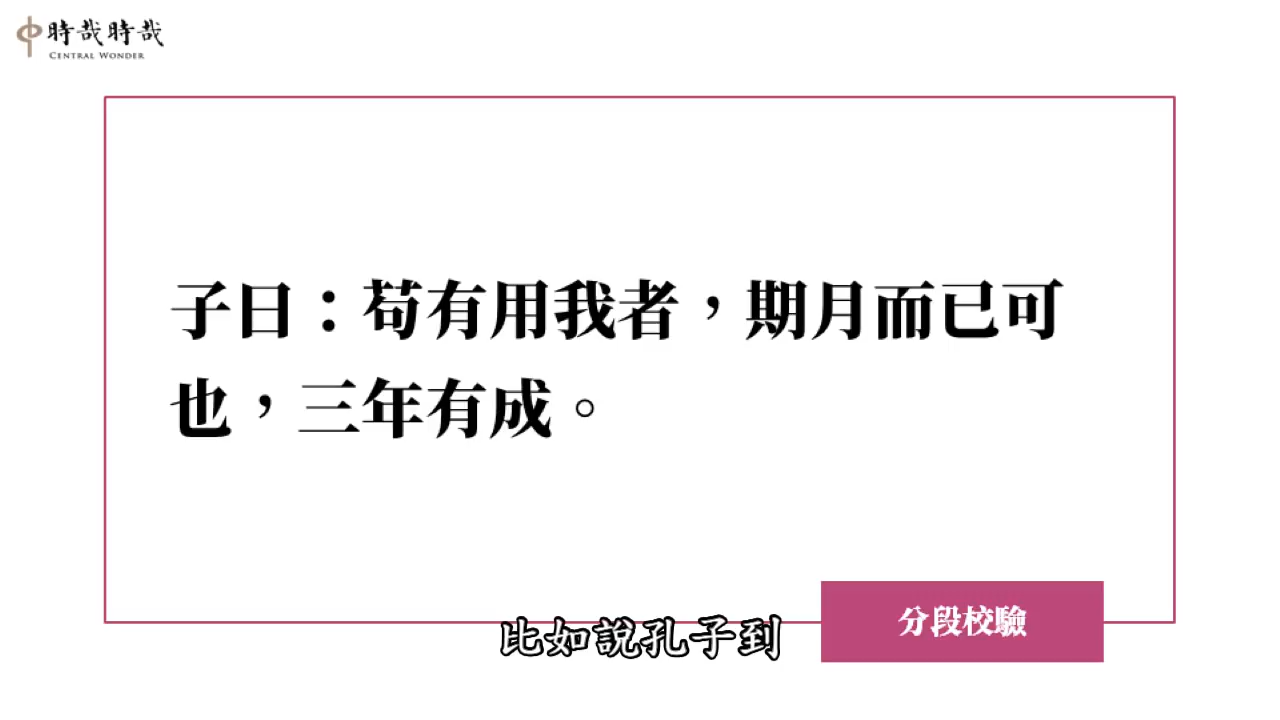 時哉時哉
CENTRAL WONDER
子曰：苟有用我者，期月而已可
也，三年有成。
分段校驗
比如說孔子到